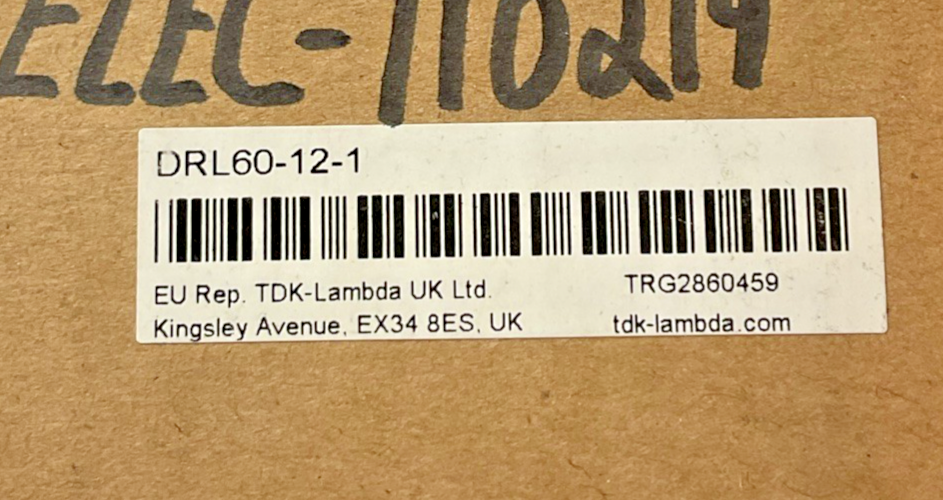 ELEC-110219
DRL60-12-1
EU Rep. TDK-Lambda UK Ltd.
TRG2860459
Kingsley Avenue, EX34 8ES, UK
tdk-lambda.com